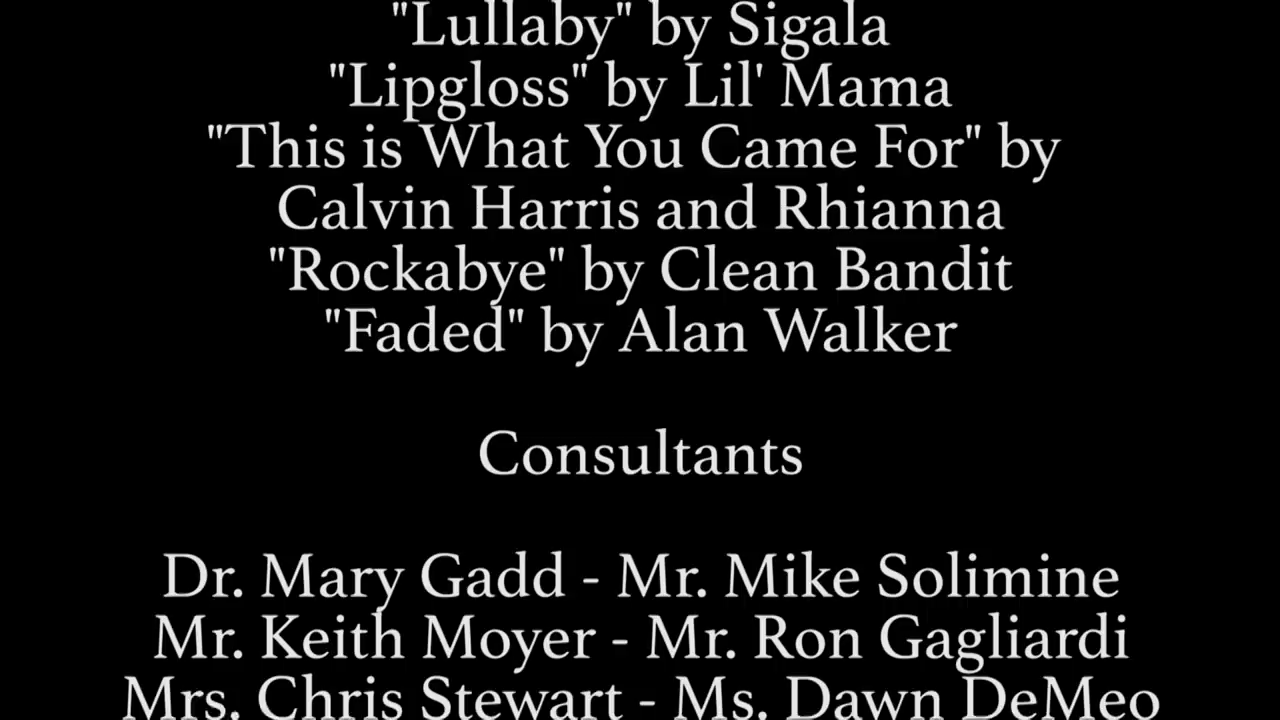 "Lullaby" by Sigala
"Lipgloss" by Lil' Mama
"This is What You Came For" by
Calvin Harris and Rhianna
"Rockabye" by Clean Bandit
"Faded" by Alan Walker
Consultants
Dr. Mary Gadd - Mr. Mike Solimine
Mr. Keith Moyer - Mr. Ron Gagliardi
Mrs. Chris Stewart - Ms. Dawn DeMeo